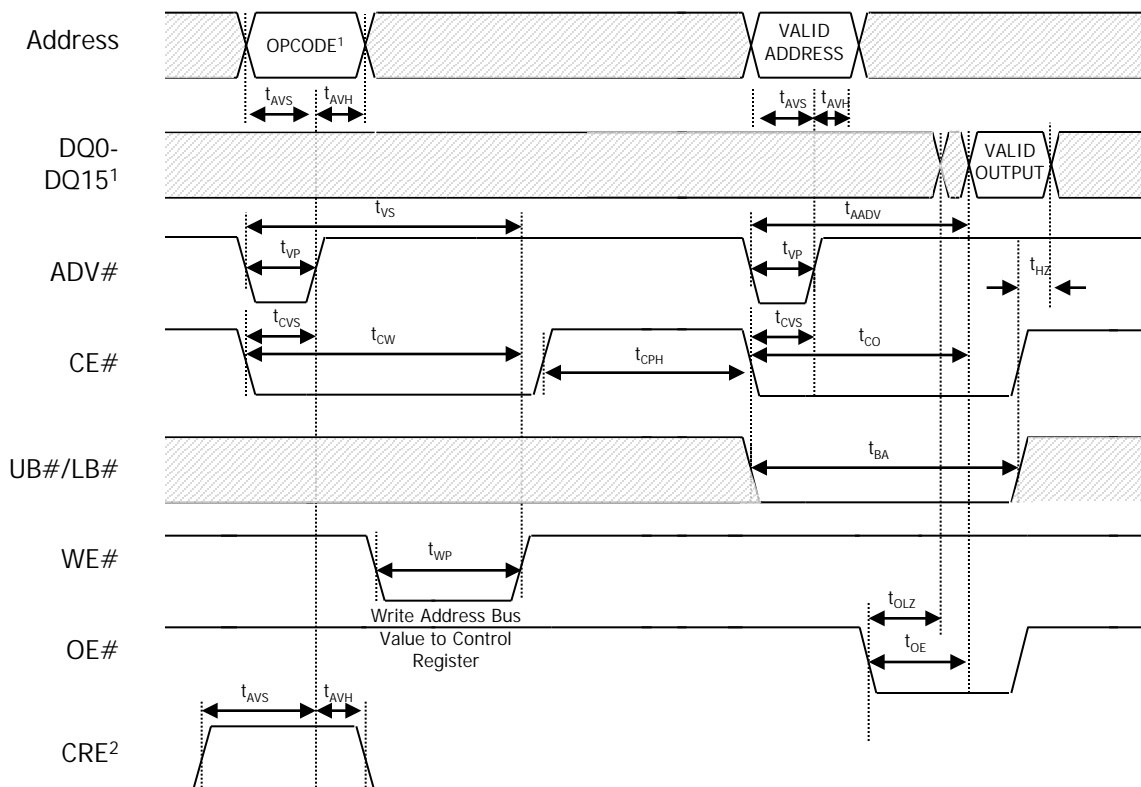 Address
OPCODE1
VALID
ADDRESS
tAVS
tAVH
tAVS
tAVH
DQ0-
DQ151
VALID
OUTPUT
tVS
tAADV
ADV#
tVP
tVP
tHZ
CE#
tCVS
tCW
tCPH
tCVS
tCO
UB#/LB#
tBA
WE#
tWP
Write Address Bus
Value to Control
Register
tOLZ
OE#
tOE
tAVS
tAVH
CRE2